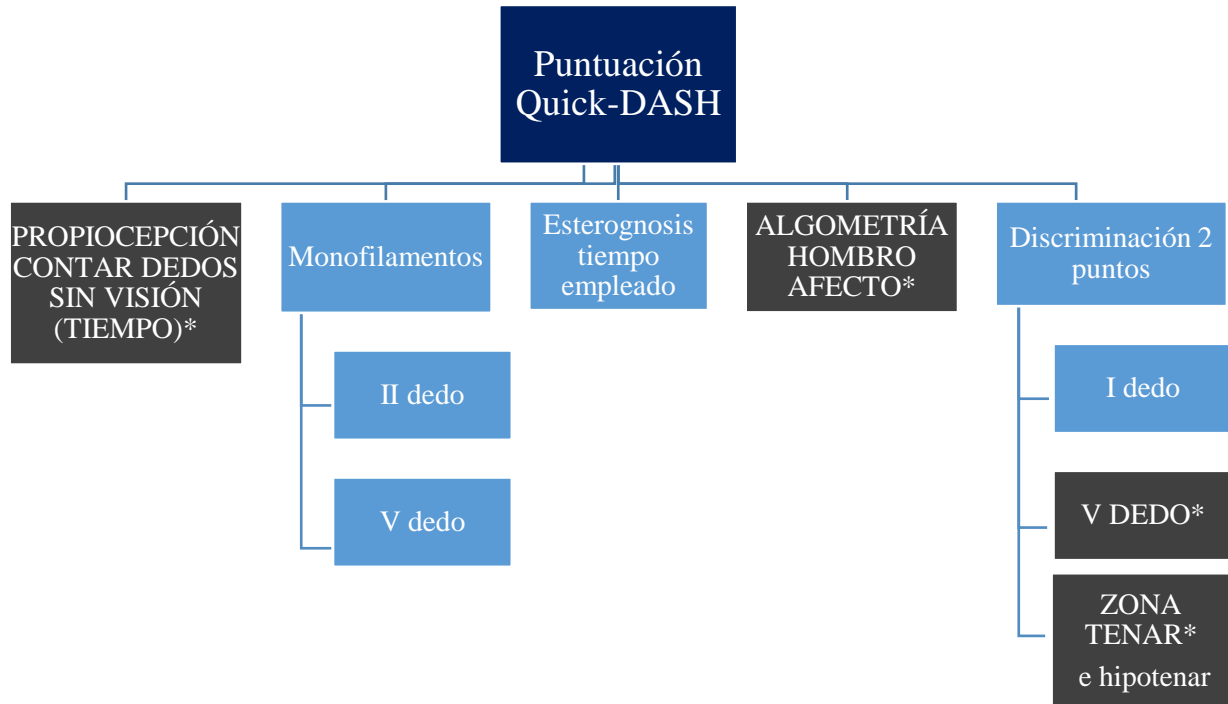 Puntuación
Quick-DASH
PROPIOCEPCIÓN
CONTAR DEDOS
SIN VISIÓN
(TIEMPO)*
Monofilamentos
Esterognosis
tiempo
empleado
ALGOMETRÍA
HOMBRO
AFECTO*
Discriminación 2
puntos
II dedo
V dedo
I dedo
V DEDO*
ZONA
TENAR*
e hipotenar